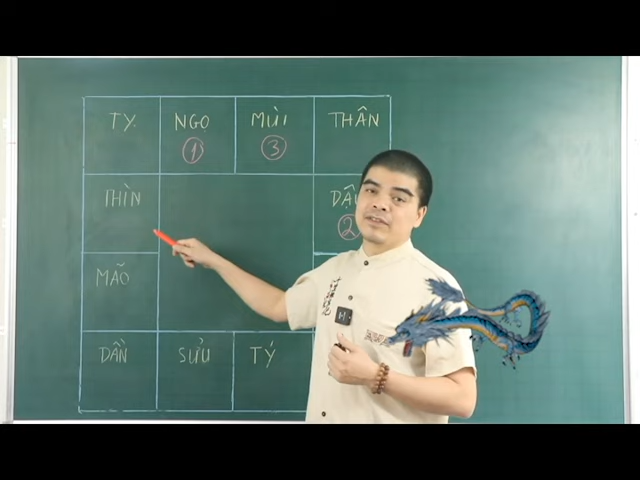 TỴ NGỌ MÙI THÂN
1 3
THÌN DẬU
2
MÃO
DẦN SỬU TÝ